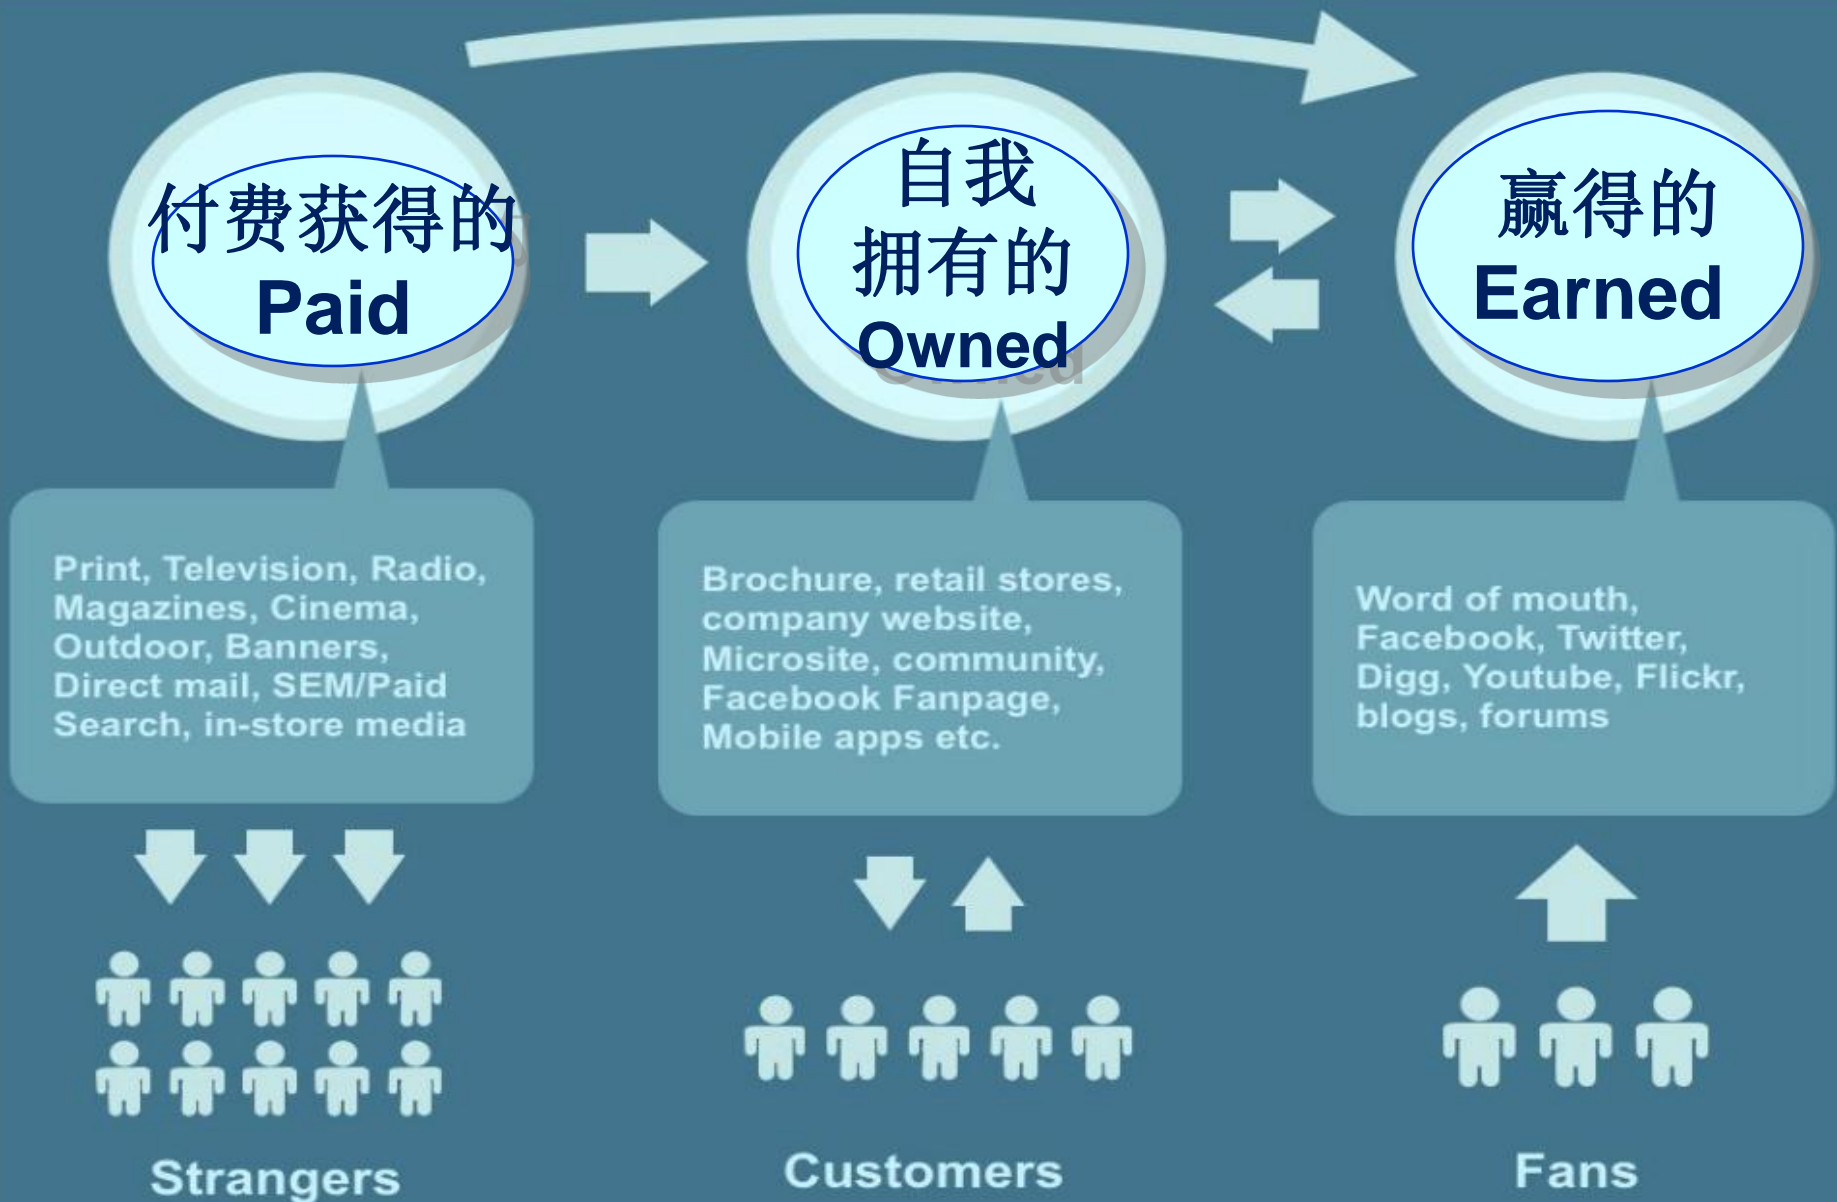 付费获得的
Paid
自我
拥有的
Owned
赢得的
Earned
Print, Television, Radio,
Magazines, Cinema,
Outdoor, Banners,
Direct mail, SEM/Paid
Search, in-store media
Brochure, retail stores,
company website,
Microsite, community,
Facebook Fanpage,
Mobile apps etc.
Word of mouth,
Facebook, Twitter,
Digg, Youtube, Flickr,
blogs, forums
Strangers
Customers
Fans